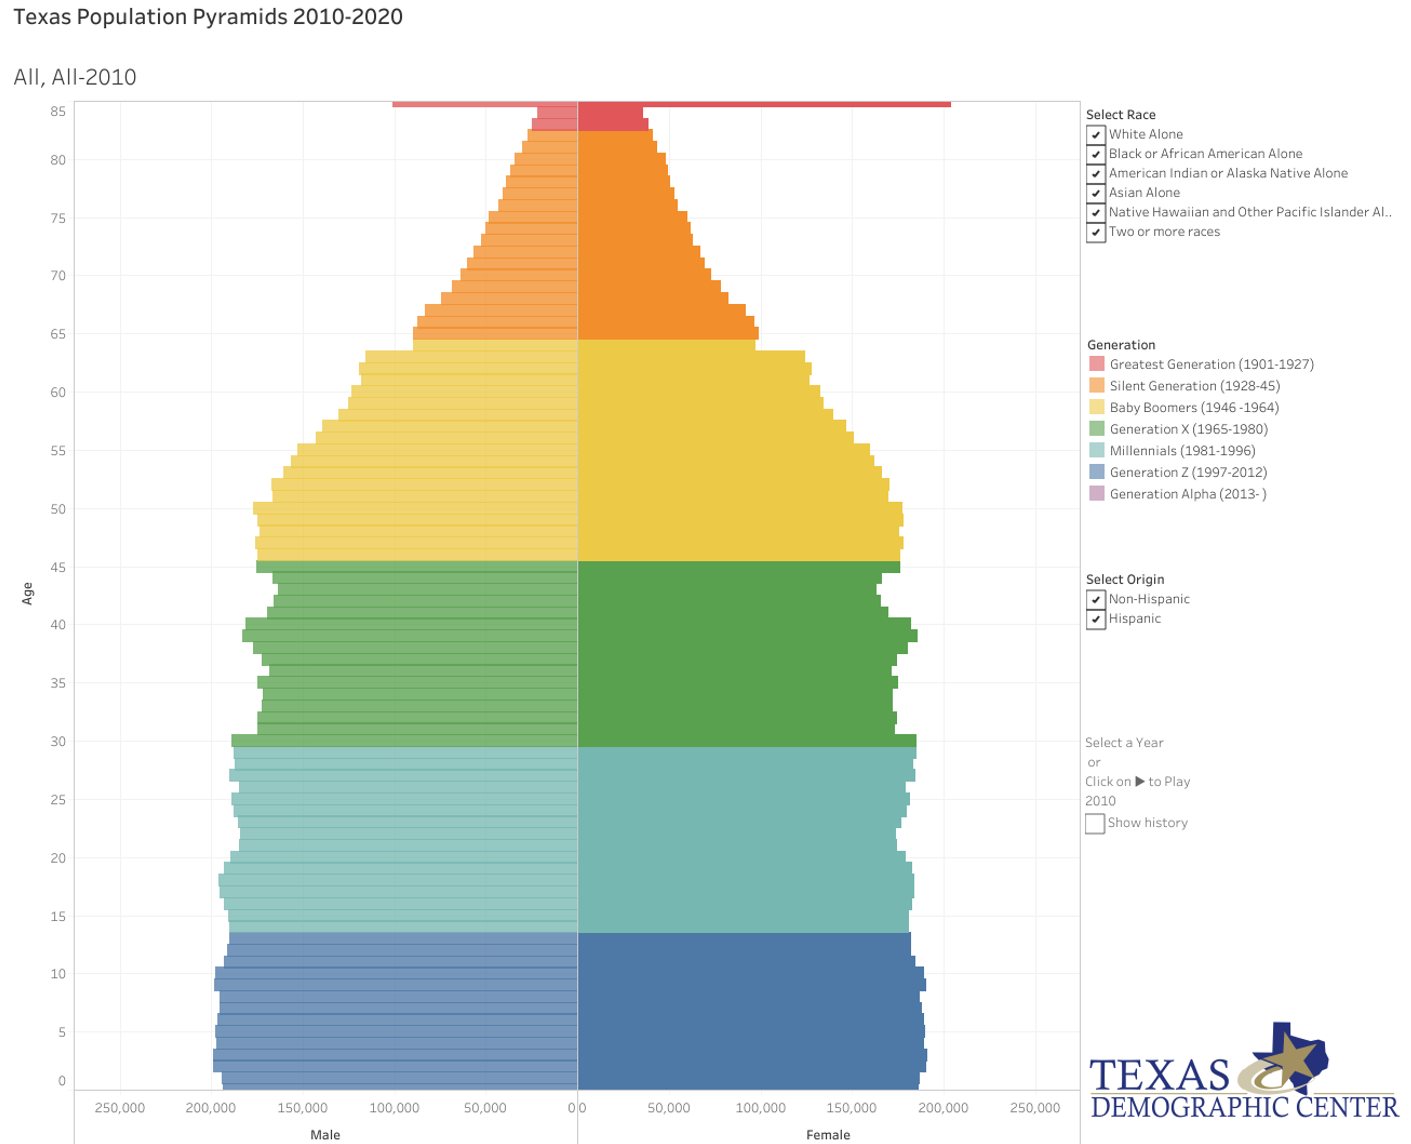 Texas Population Pyramids 2010-2020
All, All-2010
85
80
75
70
65
60
55
50
45
40
35
30
25
20
15
10
5
0
Age
250,000 200,000 150,000 100,000 50,000 0 0 50,000 100,000 150,000 200,000 250,000
Male Female
Select Race
White Alone
Black or African American Alone
American Indian or Alaska Native Alone
Asian Alone
Native Hawaiian and Other Pacific Islander Al..
Two or more races
Generation
Greatest Generation (1901-1927)
Silent Generation (1928-45)
Baby Boomers (1946 -1964)
Generation X (1965-1980)
Millennials (1981-1996)
Generation Z (1997-2012)
Generation Alpha (2013- )
Select Origin
Non-Hispanic
Hispanic
Select a Year
or
Click on ▶ to Play
2010
Show history
TEXAS
DEMOGRAPHIC CENTER